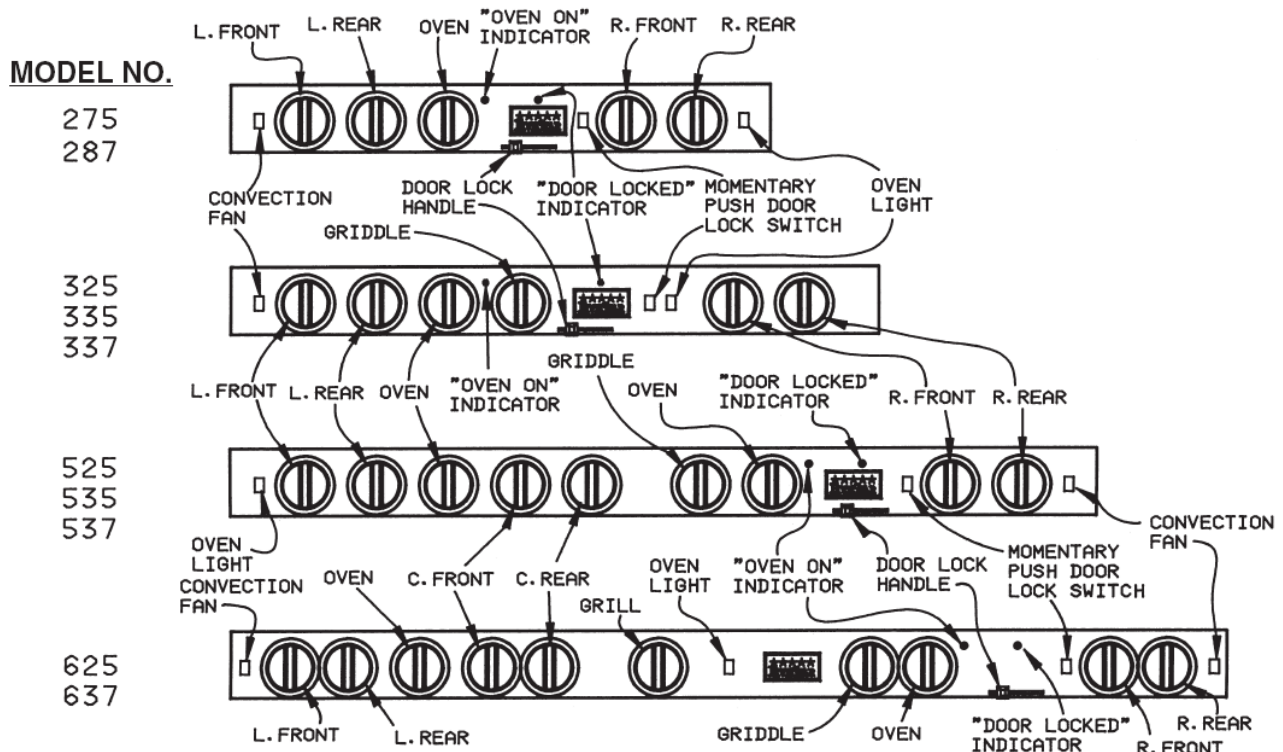 L. FRONT
L. REAR
OVEN
"OVEN ON"
INDICATOR
R. FRONT
R. REAR
MODEL NO.
275
287
CONVECTION
FAN
DOOR LOCK
HANDLE
"DOOR LOCKED"
INDICATOR
MOMENTARY
PUSH DOOR
LOCK SWITCH
OVEN
LIGHT
GRIDDLE
325
335
337
L. FRONT
L. REAR
OVEN
"OVEN ON"
INDICATOR
GRIDDLE
OVEN
"DOOR LOCKED"
INDICATOR
R. FRONT
R. REAR
525
535
537
OVEN
LIGHT
CONVECTION
FAN
OVEN
C. FRONT
C. REAR
GRILL
OVEN
LIGHT
"OVEN ON"
INDICATOR
DOOR LOCK
HANDLE
MOMENTARY
PUSH DOOR
LOCK SWITCH
CONVECTION
FAN
625
637
L. FRONT
L. REAR
GRIDDLE
OVEN
"DOOR LOCKED"
INDICATOR
R. FRONT
R. REAR